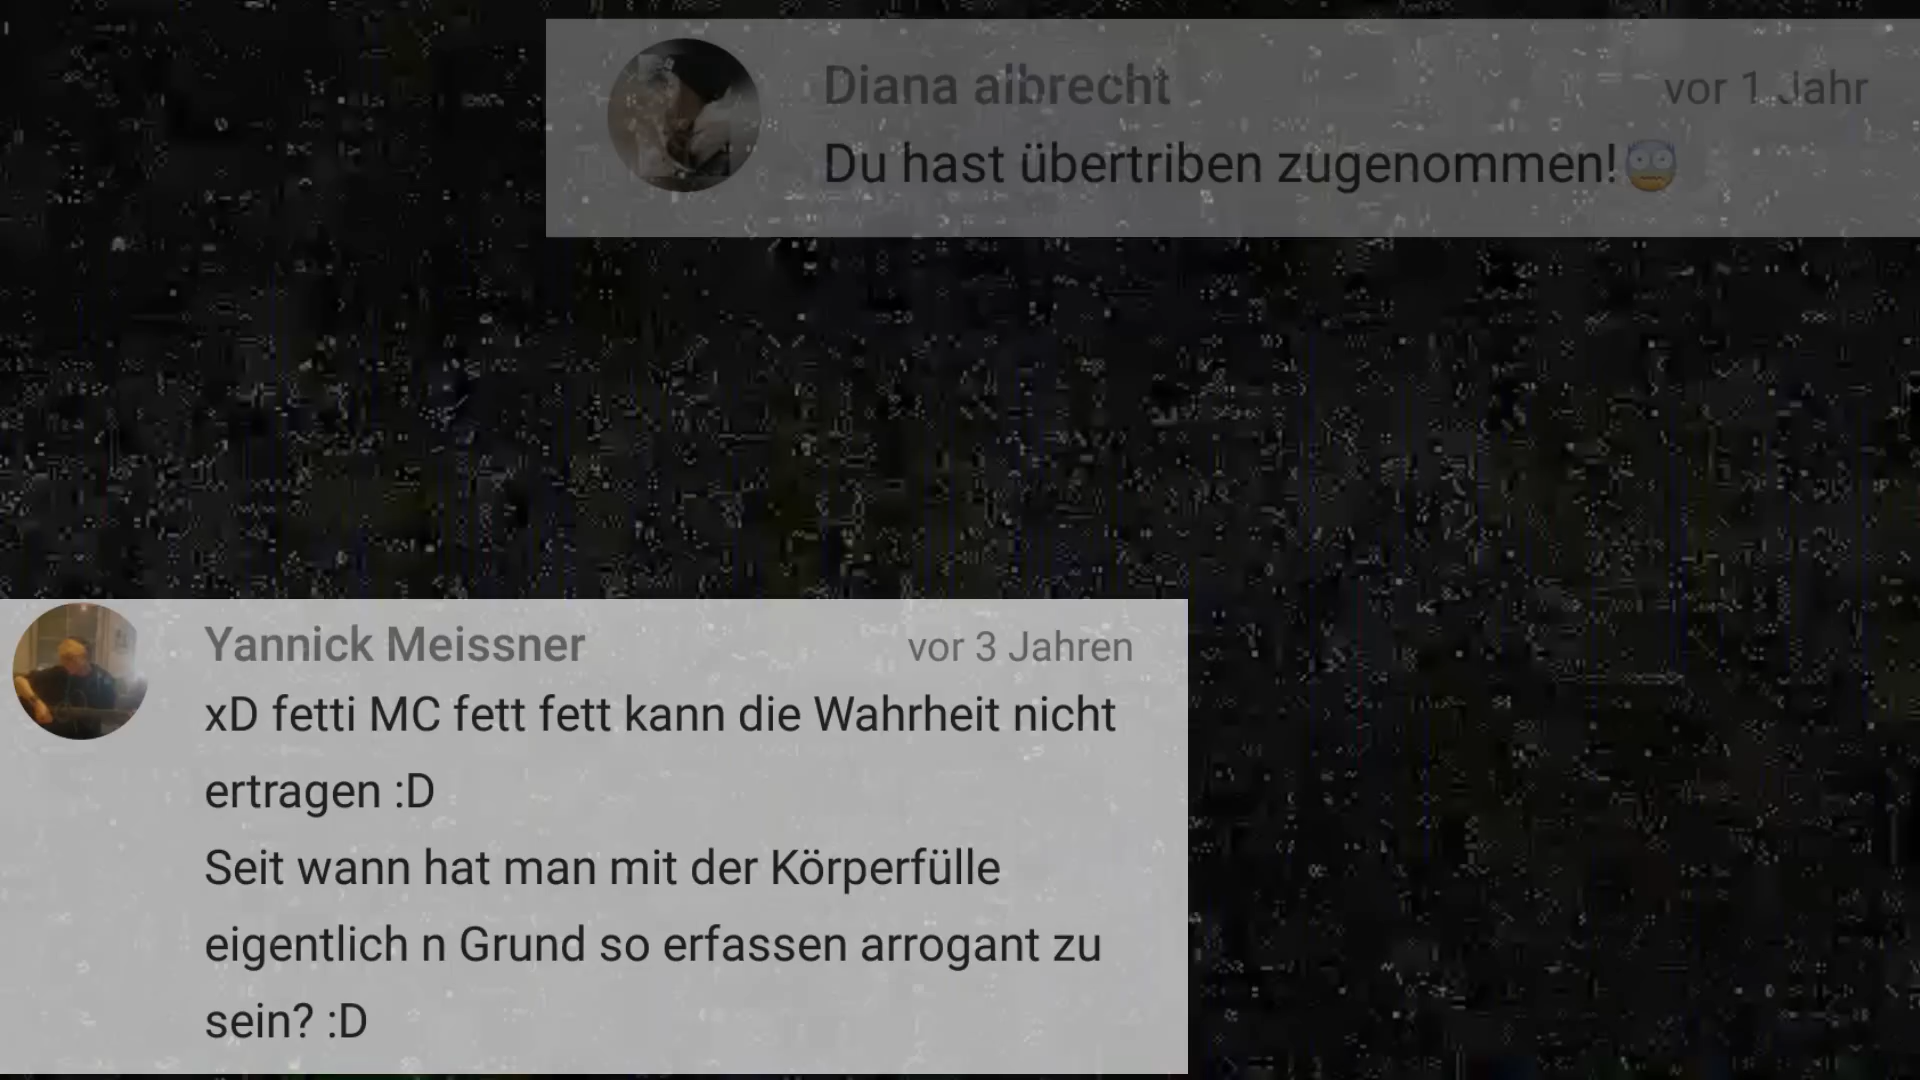 Diana albrecht
vor 1 Jahr
Du hast übertriben zugenommen!😨
Yannick Meissner
vor 3 Jahren
xD fetti MC fett fett kann die Wahrheit nicht
ertragen :D
Seit wann hat man mit der Körperfülle
eigentlich n Grund so erfassen arrogant zu
sein? :D